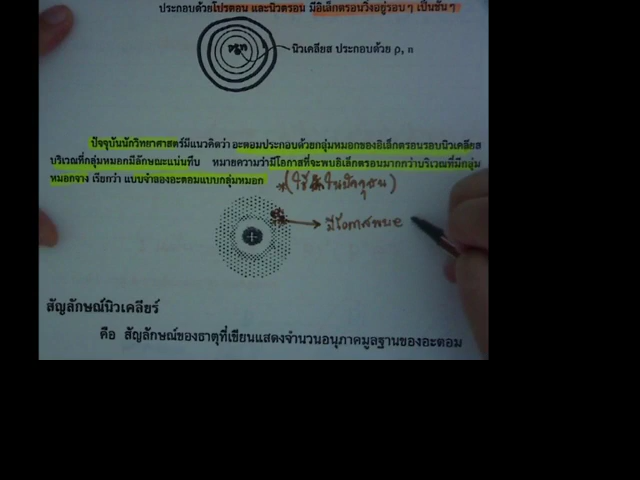 ประกอบด้วยโปรตอน และนิวตรอน มีอิเล็กตรอนวิ่งอยู่รอบๆ เป็นชั้นๆ
นิวเคลียส ประกอบด้วย p, n
ปัจจุบันนักวิทยาศาสตร์มีแนวคิดว่า อะตอมประกอบด้วยกลุ่มหมอกของอิเล็กตรอนรอบนิวเคลียส
บริเวณที่กลุ่มหมอกมีลักษณะแน่นทึบ หมายความว่ามีโอกาสที่จะพบอิเล็กตรอนมากกว่าบริเวณที่มีกลุ่ม
หมอกจาง เรียกว่า แบบจำลองอะตอมแบบกลุ่มหมอก
*(ใช้ในปัจจุบัน)
+
มีโอกาสพบ e
สัญลักษณ์นิวเคลียร์
คือ สัญลักษณ์ของธาตุที่เขียนแสดงจำนวนอนุภาคมูลฐานของอะตอม